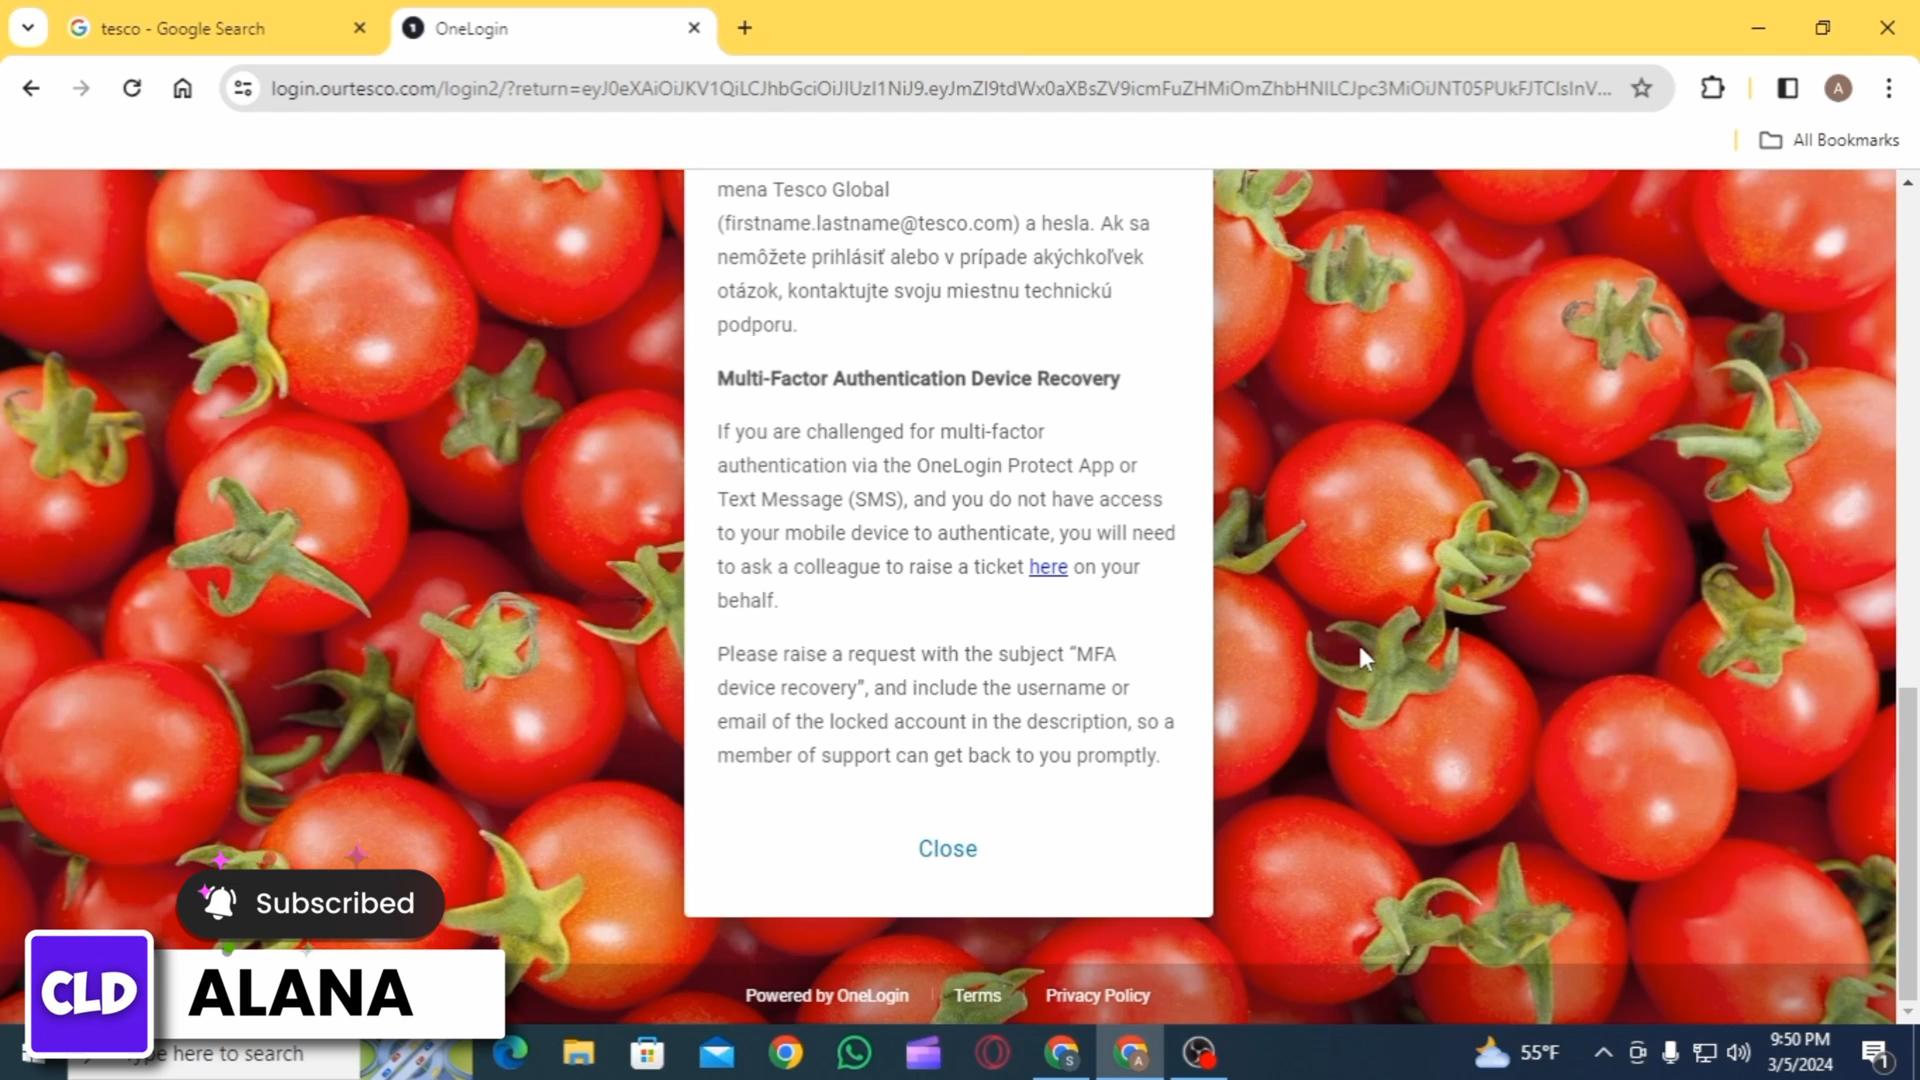 tesco - Google Search
OneLogin
login.ourtesco.com/login2/?return=eyJ0eXAiOiJKV1QiLCJhbGciOiJIUzI1NiJ9.eyJmZl9tdWx0aXBsZV9icmFuZHMiOmZhbHNlLCJpc3MiOiJNT05PUkFJTCIsInV...
A
All Bookmarks
mena Tesco Global
(firstname.lastname@tesco.com) a hesla. Ak sa
nemôžete prihlásiť alebo v prípade akýchkoľvek
otázok, kontaktujte svoju miestnu technickú
podporu.
Multi-Factor Authentication Device Recovery
If you are challenged for multi-factor
authentication via the OneLogin Protect App or
Text Message (SMS), and you do not have access
to your mobile device to authenticate, you will need
to ask a colleague to raise a ticket here on your
behalf.
Please raise a request with the subject “MFA
device recovery”, and include the username or
email of the locked account in the description, so a
member of support can get back to you promptly.
Close
Subscribed
CLD
ALANA
Powered by OneLogin
Terms
Privacy Policy
Type here to search
S
A
55°F
9:50 PM
3/5/2024
1